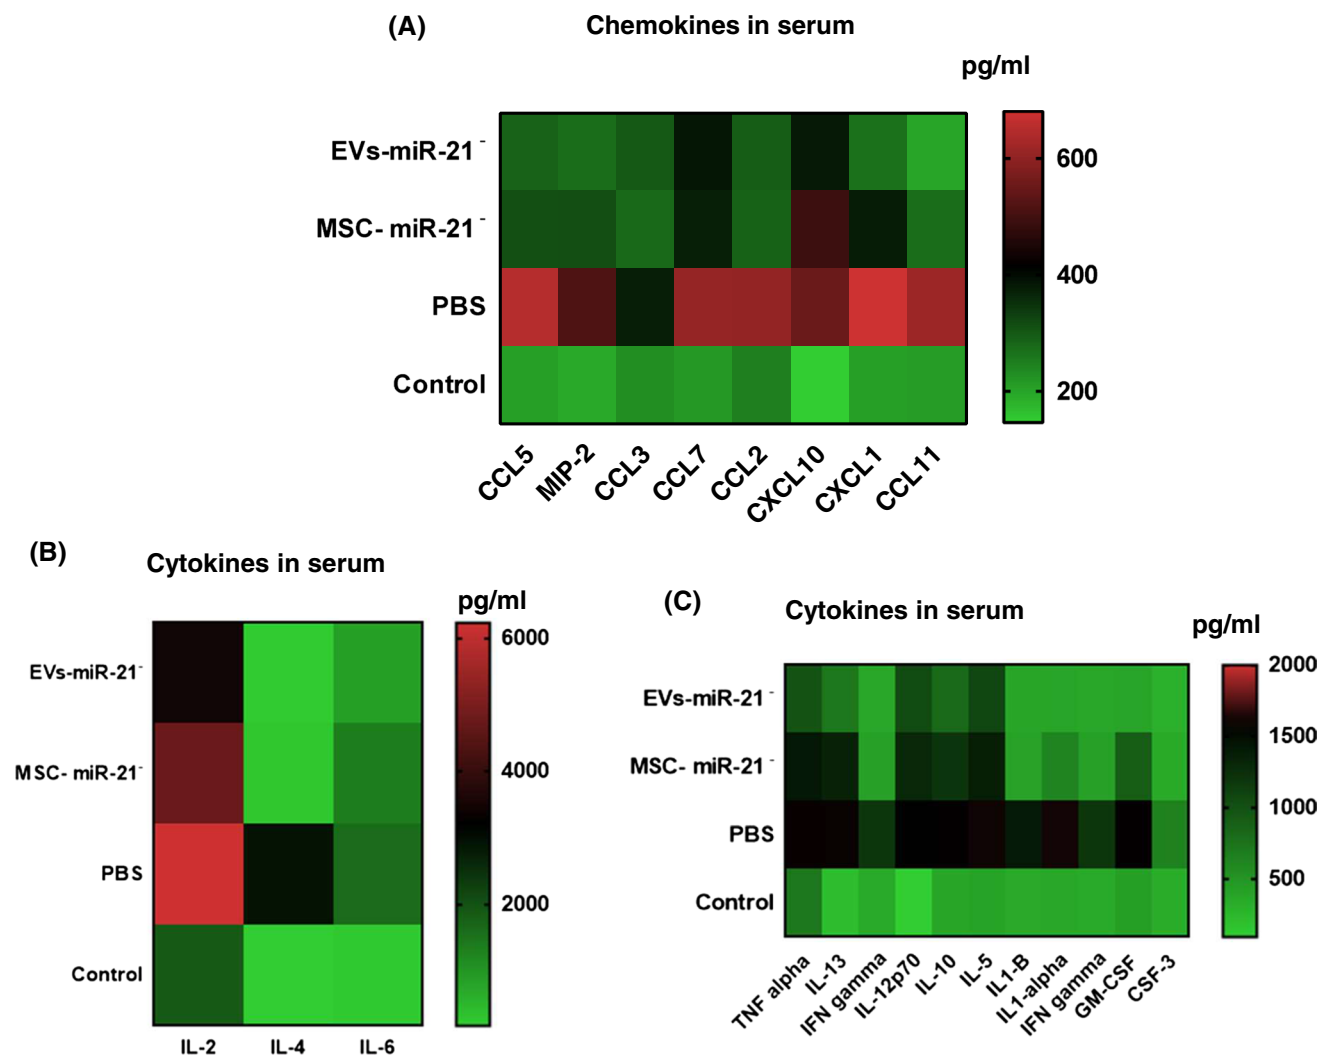 (A) Chemokines in serum
pg/ml
EVs-miR-21⁻
MSC- miR-21⁻
PBS
Control
600
400
200
CCL5 MIP-2 CCL3 CCL7 CCL2 CXCL10 CXCL1 CCL11
(B) Cytokines in serum
pg/ml
EVs-miR-21⁻
MSC- miR-21⁻
PBS
Control
6000
4000
2000
IL-2 IL-4 IL-6
(C) Cytokines in serum
pg/ml
EVs-miR-21⁻
MSC- miR-21⁻
PBS
Control
2000
1500
1000
500
TNF alpha IL-13 IFN gamma IL-12p70 IL-10 IL-5 IL1-B IL1-alpha IFN gamma GM-CSF CSF-3